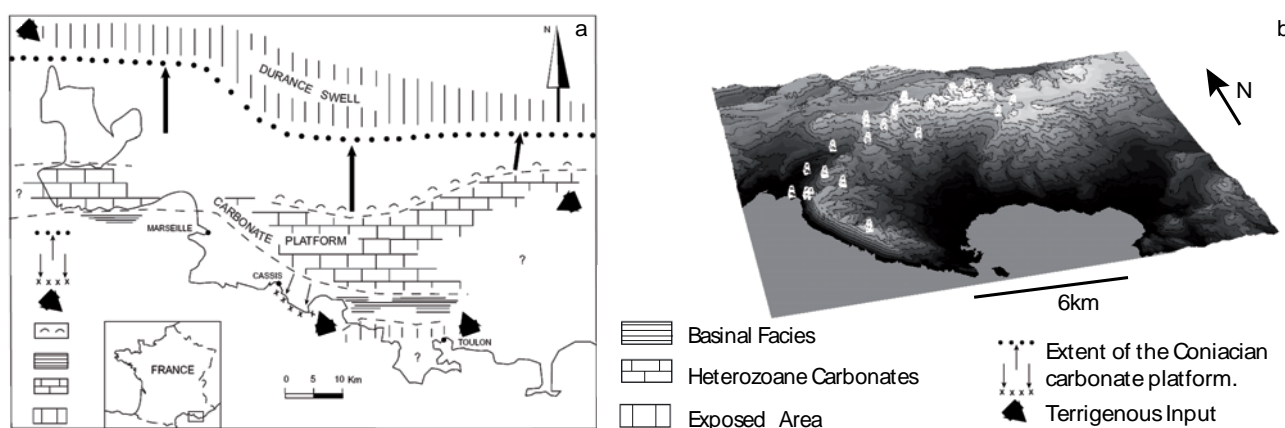 a
N
DURANCE SWELL
CARBONATE
PLATFORM
MARSEILLE
CASSIS
TOULON
?
?
?
FRANCE
0 5 10 Km
b
N
6km
Basinal Facies
Heterozoane Carbonates
Exposed Area
Extent of the Coniacian
carbonate platform.
Terrigenous Input